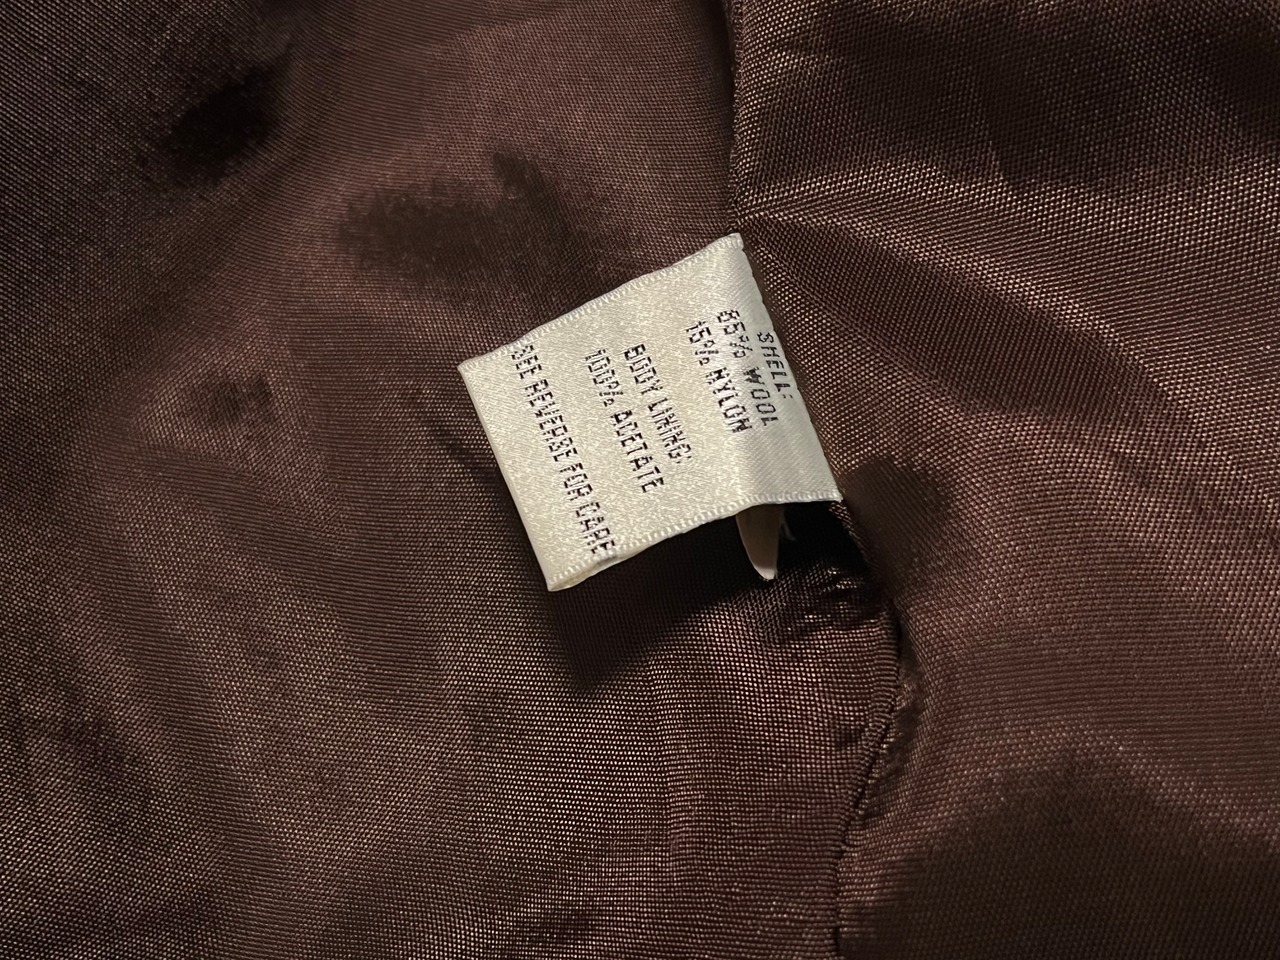 SHELL:
85% WOOL
15% NYLON
BODY LINING:
100% ACETATE
SEE REVERSE FOR CARE